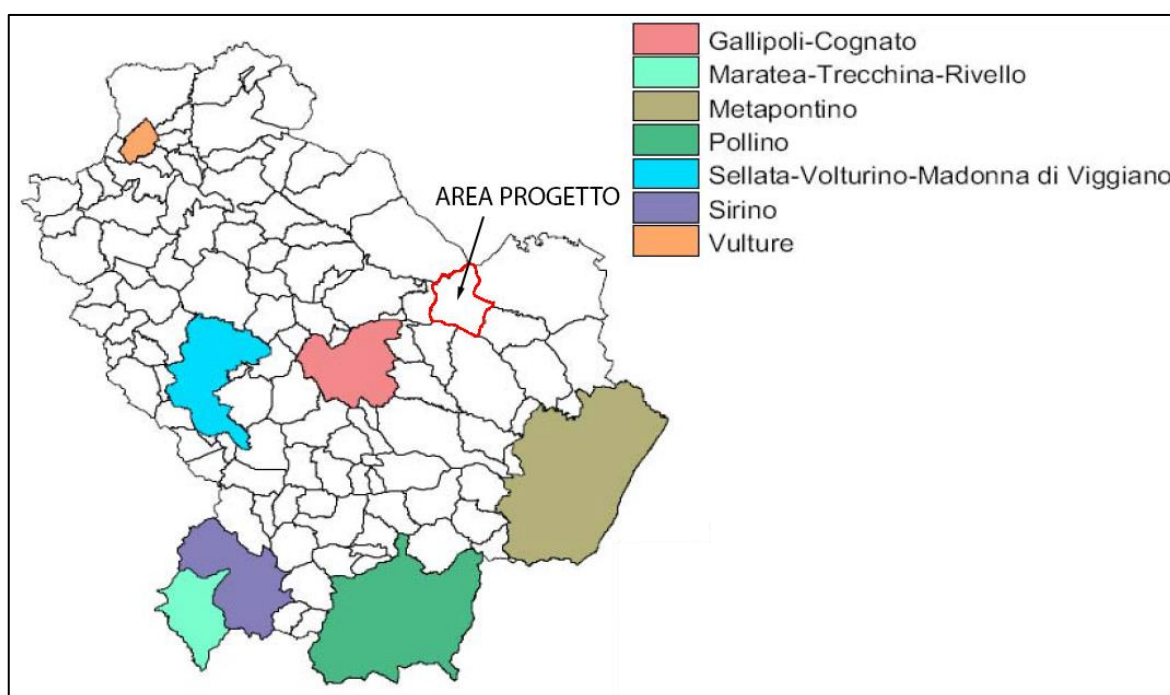 Gallipoli-Cognato
Maratea-Trecchina-Rivello
Metapontino
Pollino
Sellata-Volturino-Madonna di Viggiano
Sirino
Vulture
AREA PROGETTO